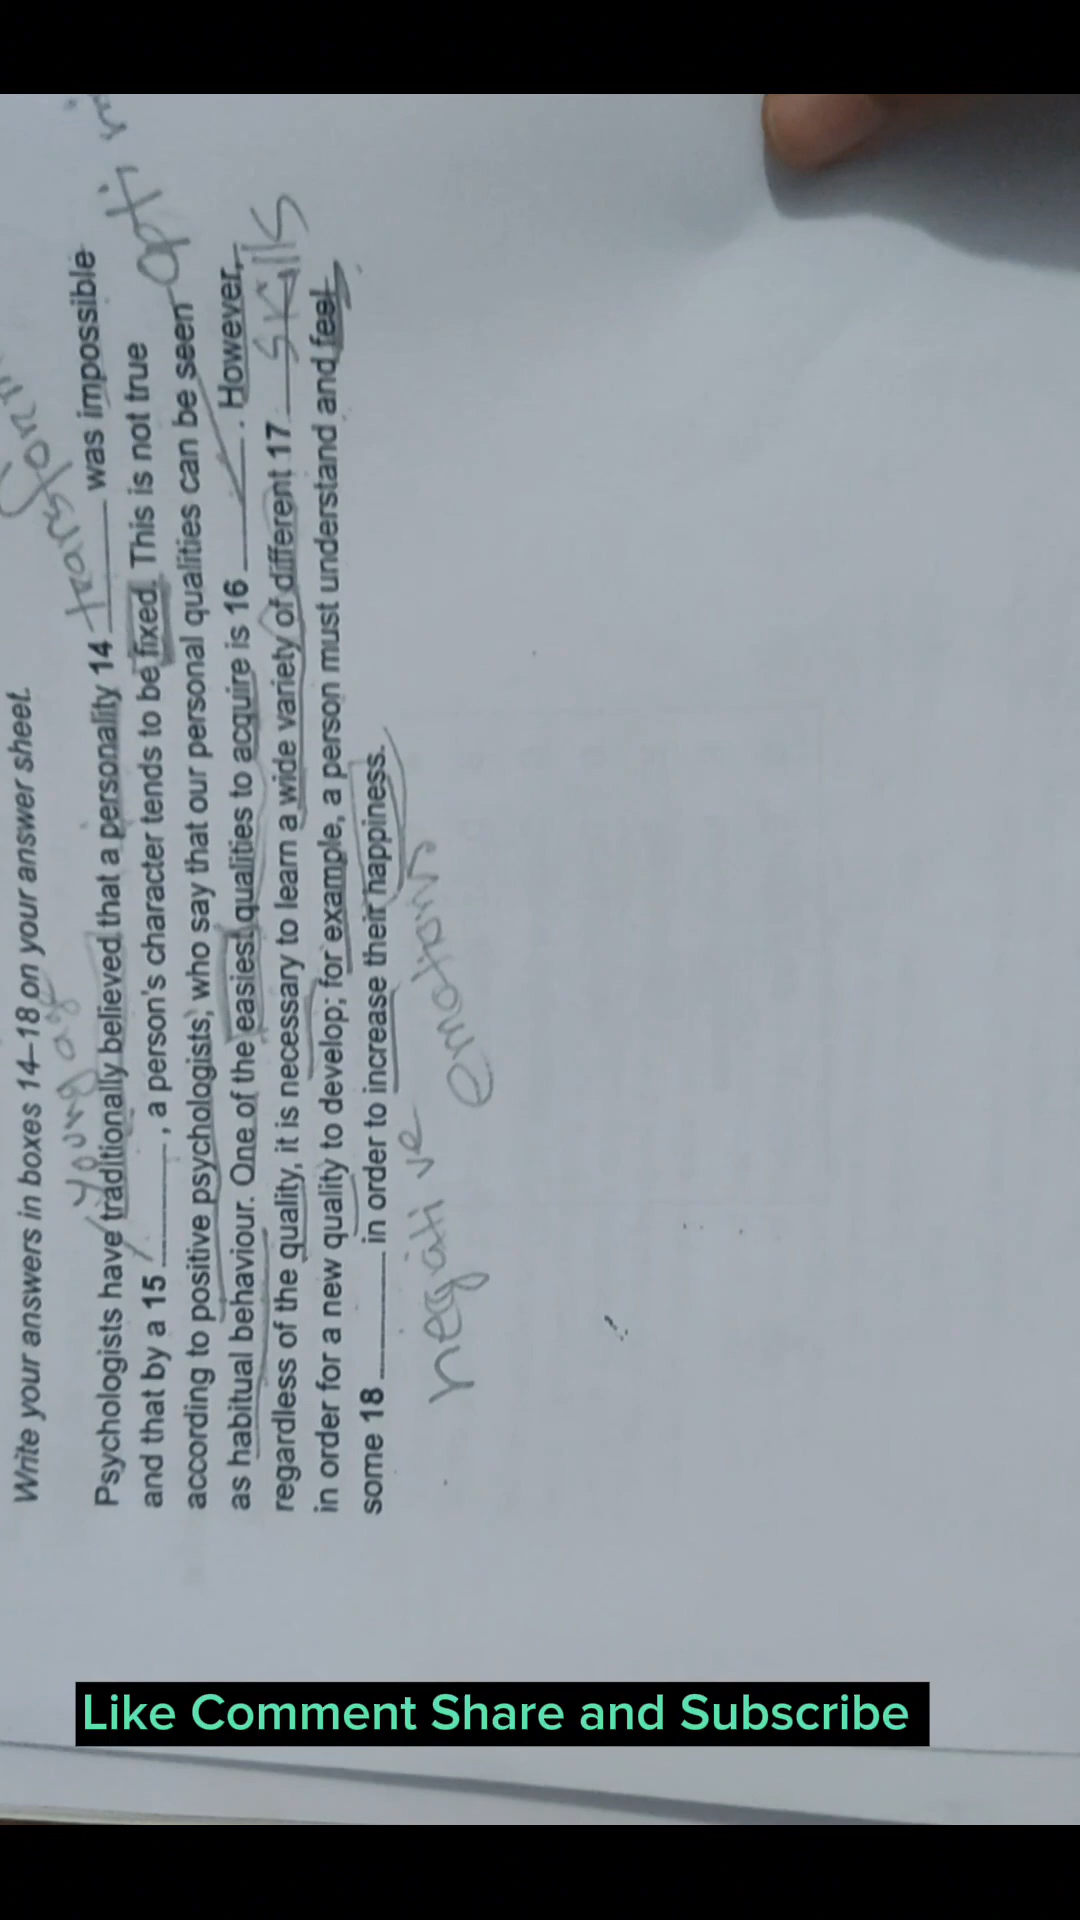 Write your answers in boxes 14–18 on your answer sheet.
young age
transform
Psychologists have traditionally believed that a personality 14 ______ was impossible
and that by a 15 ______, a person's character tends to be fixed. This is not true
according to positive psychologists, who say that our personal qualities can be seen
as habitual behaviour. One of the easiest qualities to acquire is 16 ______. However,
skills
regardless of the quality, it is necessary to learn a wide variety of different 17 ______
in order for a new quality to develop; for example, a person must understand and feel
some 18 ______ in order to increase their happiness.
negative emotions
Like Comment Share and Subscribe